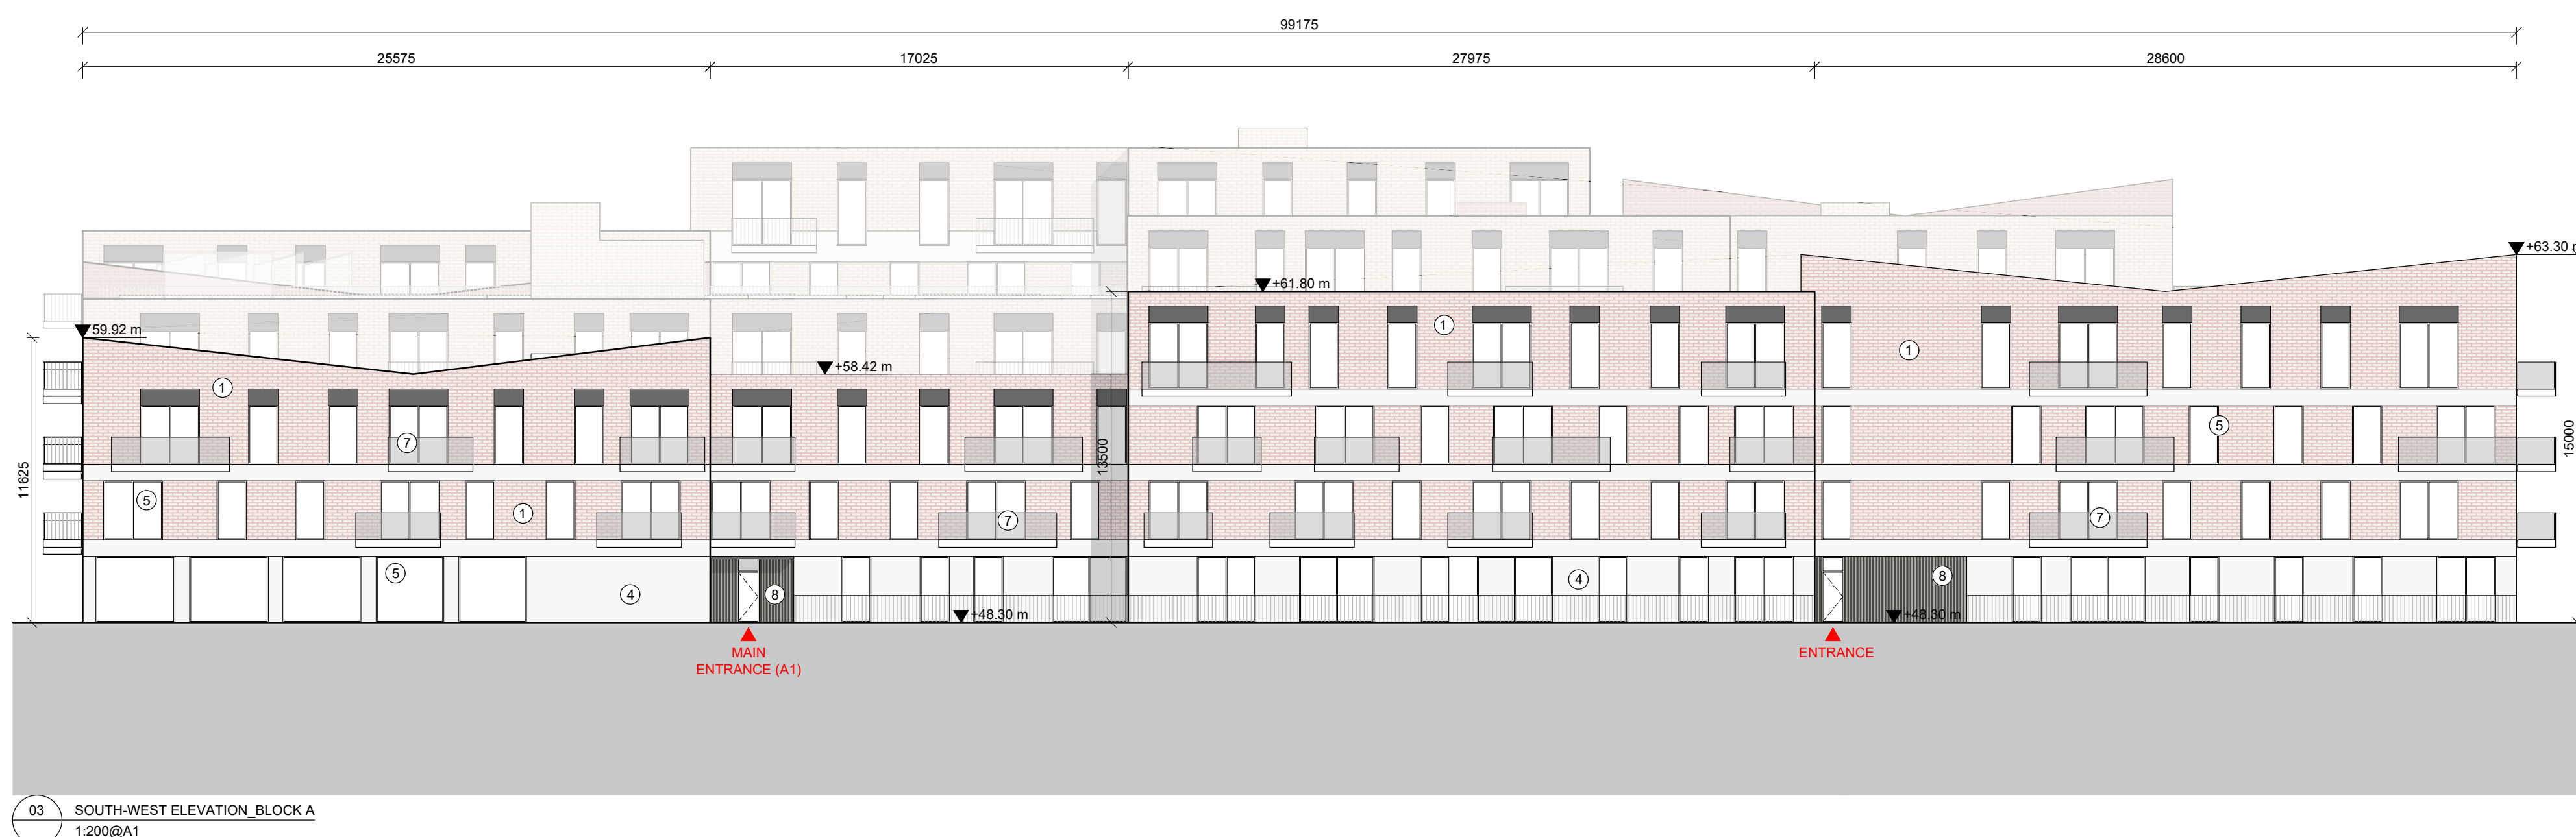 99175
25575
17025
27975
28600
+63.30 m
+61.80 m
59.92 m
+58.42 m
1
1
1
7
5
5
1
7
7
5
4
8
4
8
11625
13500
15000
+48.30 m
+48.30 m
MAIN
ENTRANCE (A1)
ENTRANCE
03
SOUTH-WEST ELEVATION_BLOCK A
1:200@A1